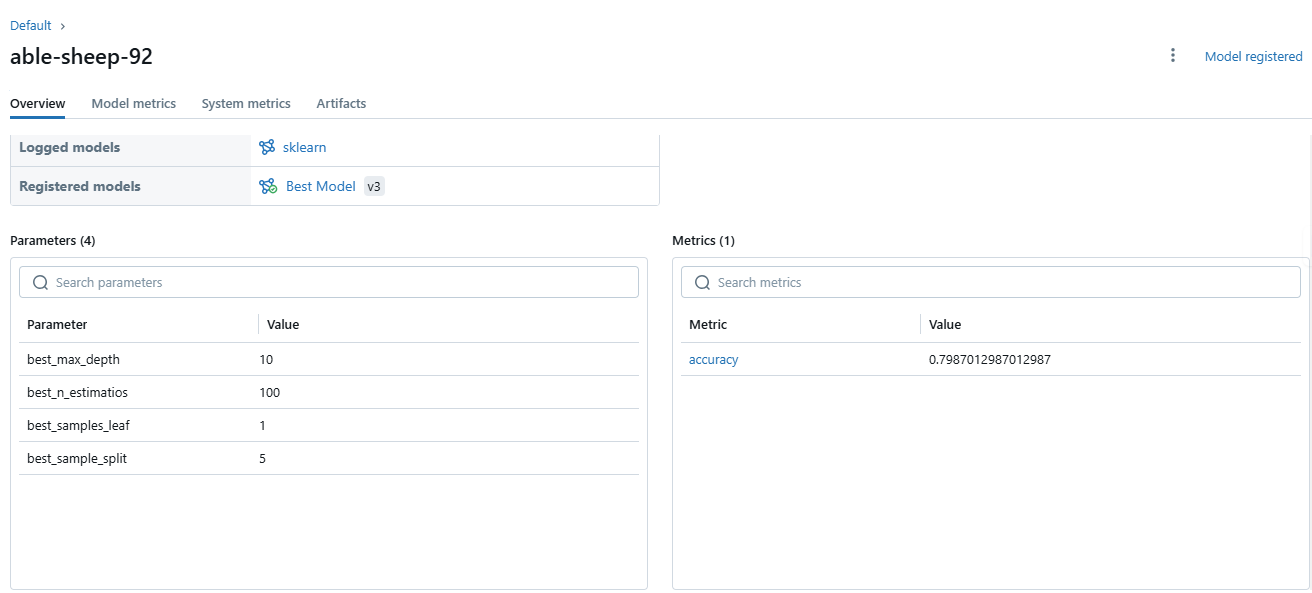 Default >
able-sheep-92
Model registered
Overview Model metrics System metrics Artifacts
Logged models sklearn
Registered models Best Model v3
Parameters (4)
Search parameters
Parameter Value
best_max_depth 10
best_n_estimatios 100
best_samples_leaf 1
best_sample_split 5
Metrics (1)
Search metrics
Metric Value
accuracy 0.7987012987012987